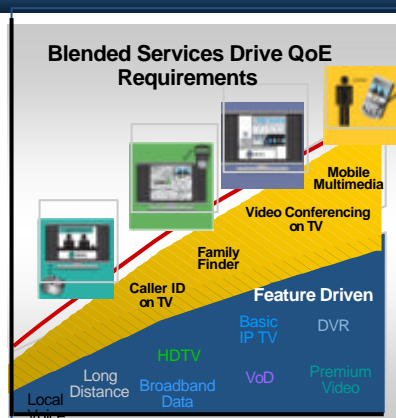 Blended Services Drive QoE
Requirements
Mobile
Multimedia
Video Conferencing
on TV
Family
Finder
Caller ID
on TV
Feature Driven
Basic
IP TV
DVR
HDTV
Long
Distance
Broadband
Data
VoD
Premium
Video
Local
Voice